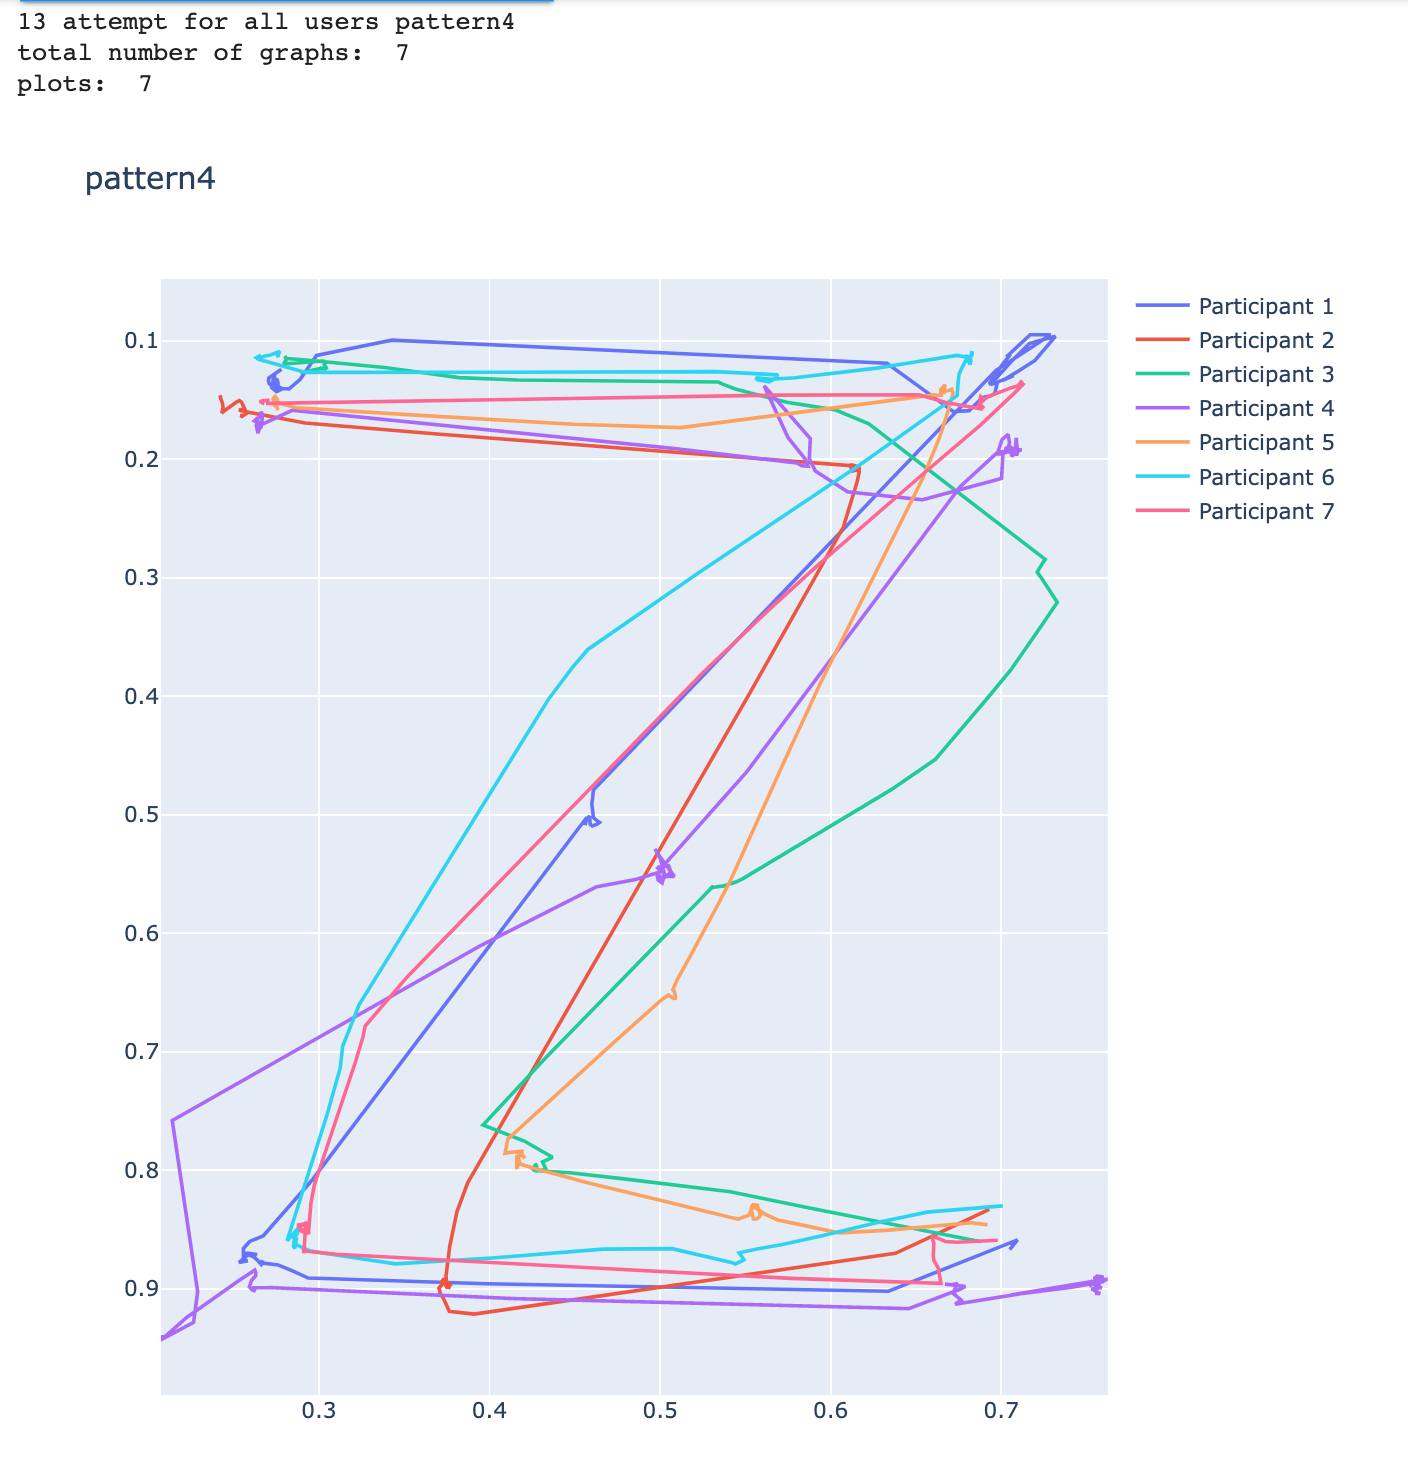 13 attempt for all users pattern4
total number of graphs:  7
plots:  7
pattern4
Participant 1
Participant 2
Participant 3
Participant 4
Participant 5
Participant 6
Participant 7
0.1
0.2
0.3
0.4
0.5
0.6
0.7
0.8
0.9
0.3 0.4 0.5 0.6 0.7